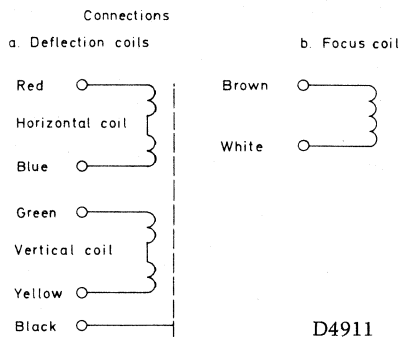 Connections
a. Deflection coils
Red
Horizontal coil
Blue
Green
Vertical coil
Yellow
Black
b. Focus coil
Brown
White
D4911